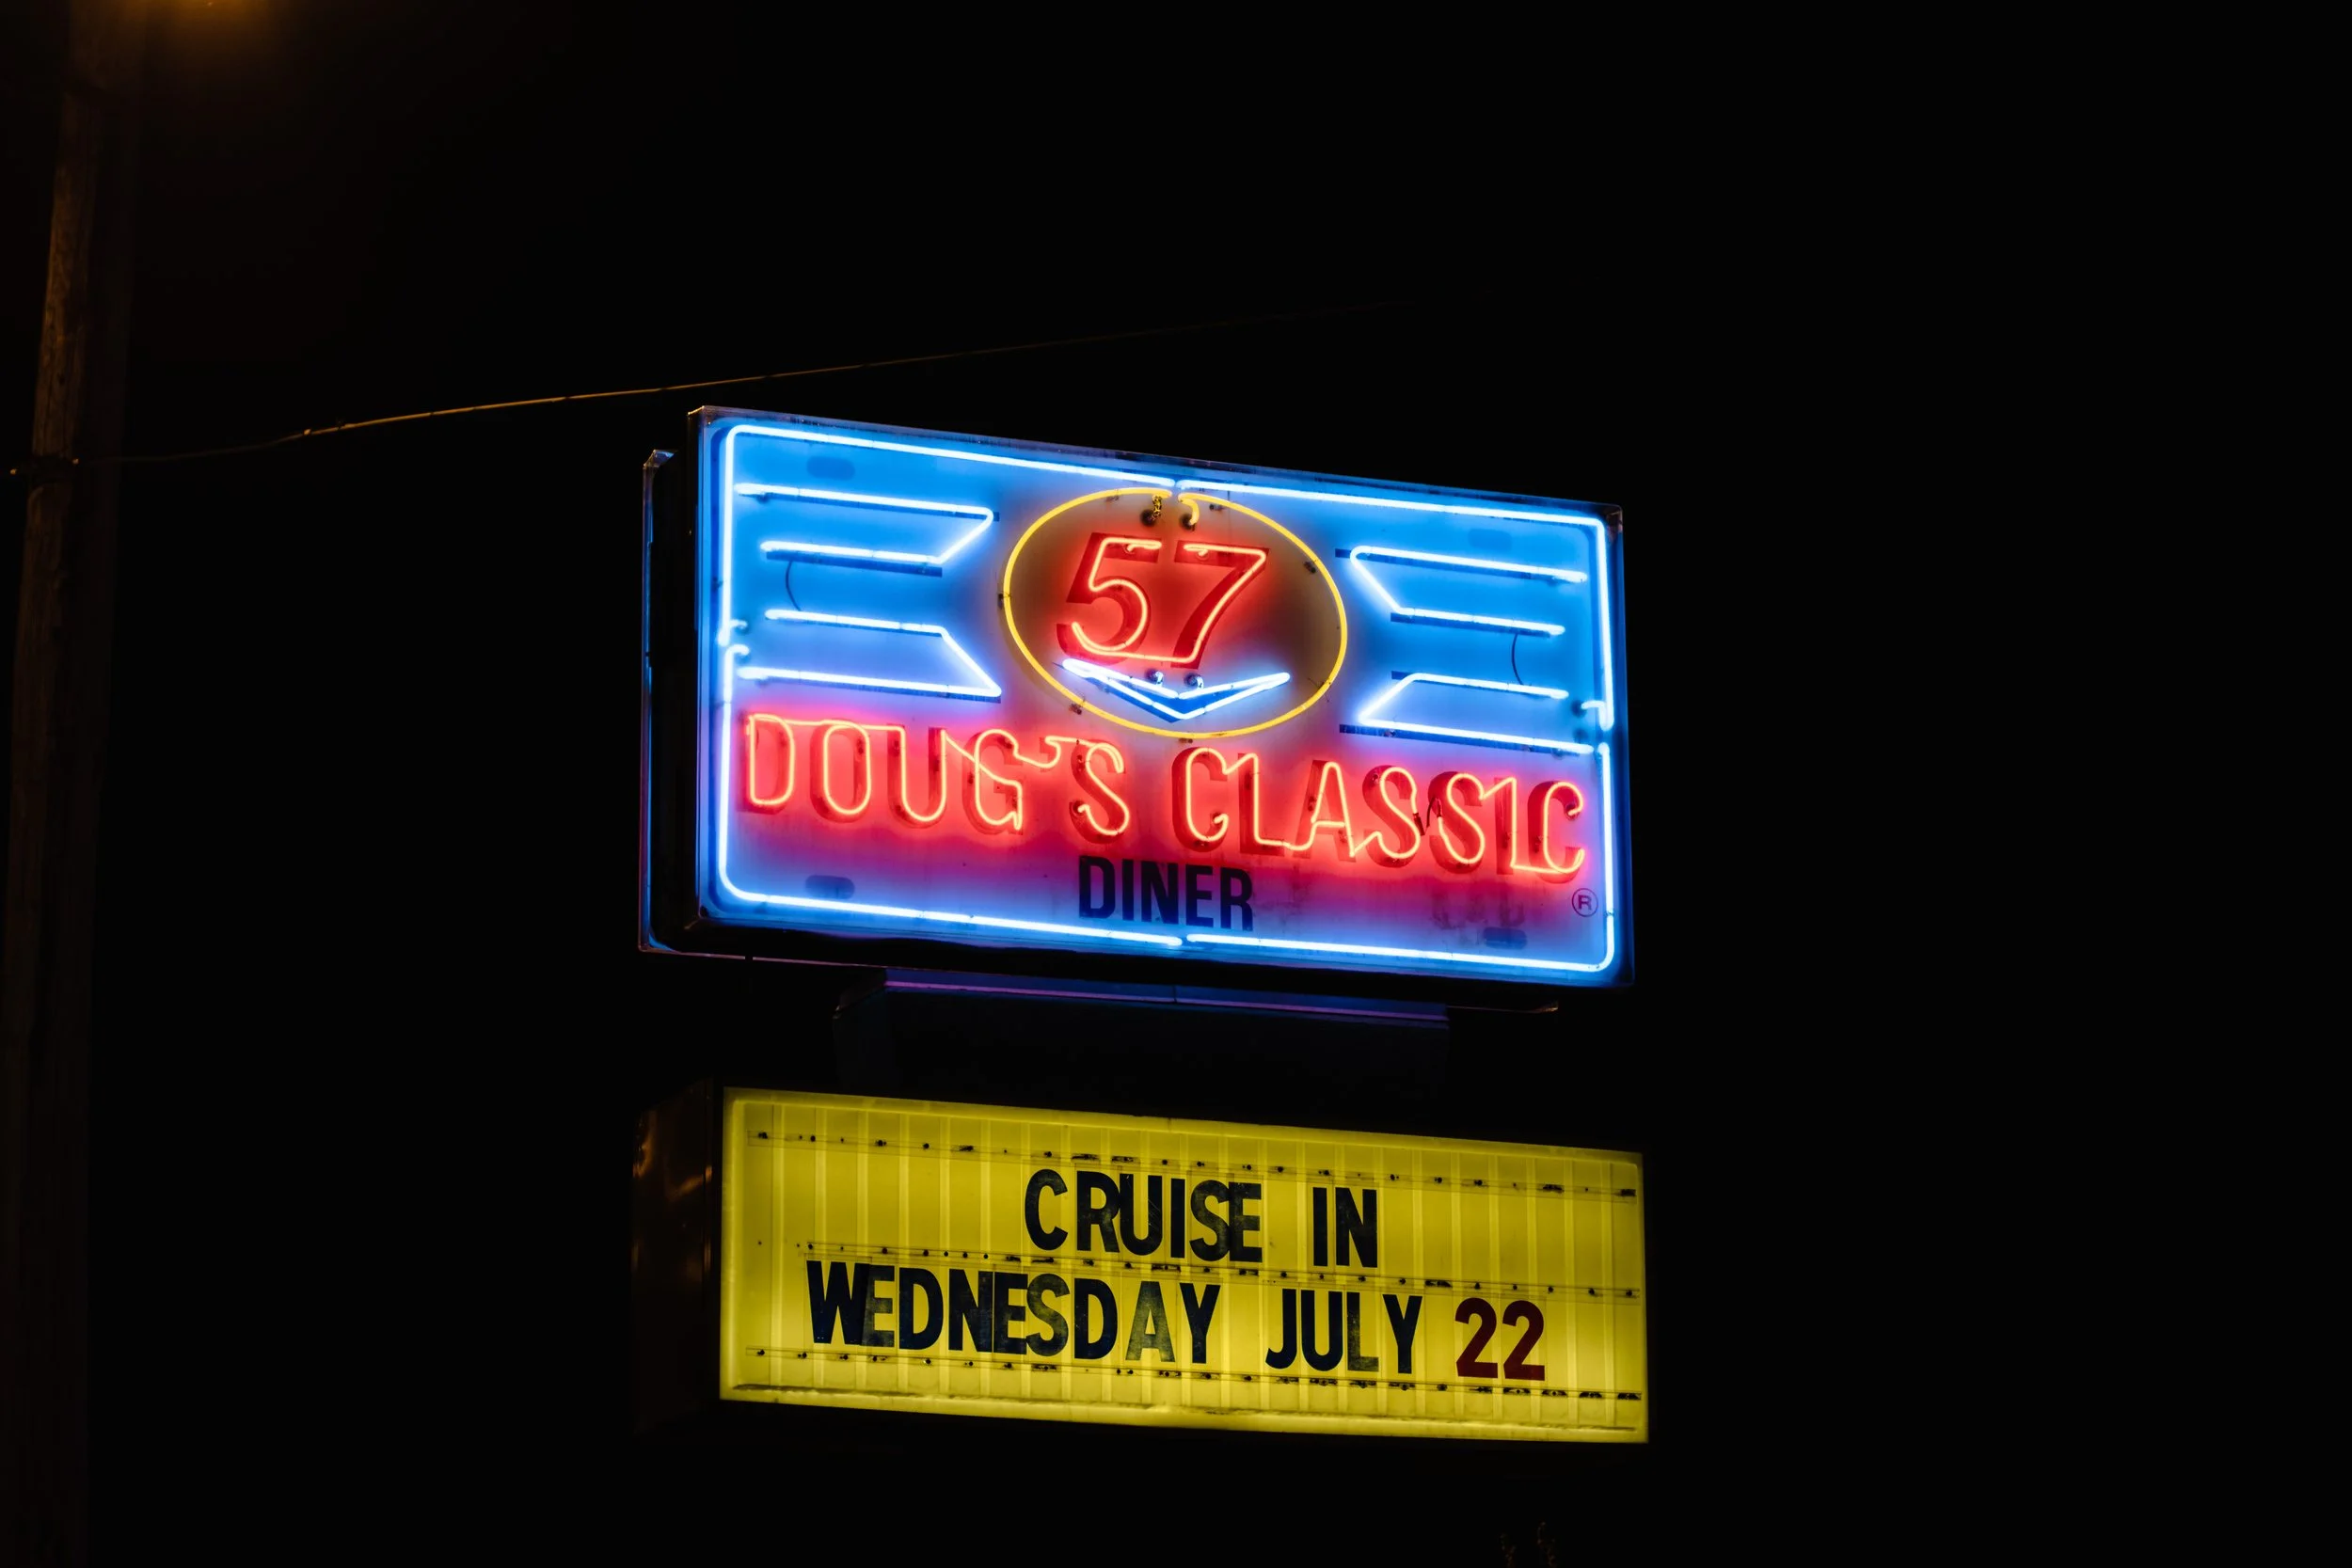 57
DOUG'S CLASSIC
DINER
®
CRUISE IN
WEDNESDAY JULY 22